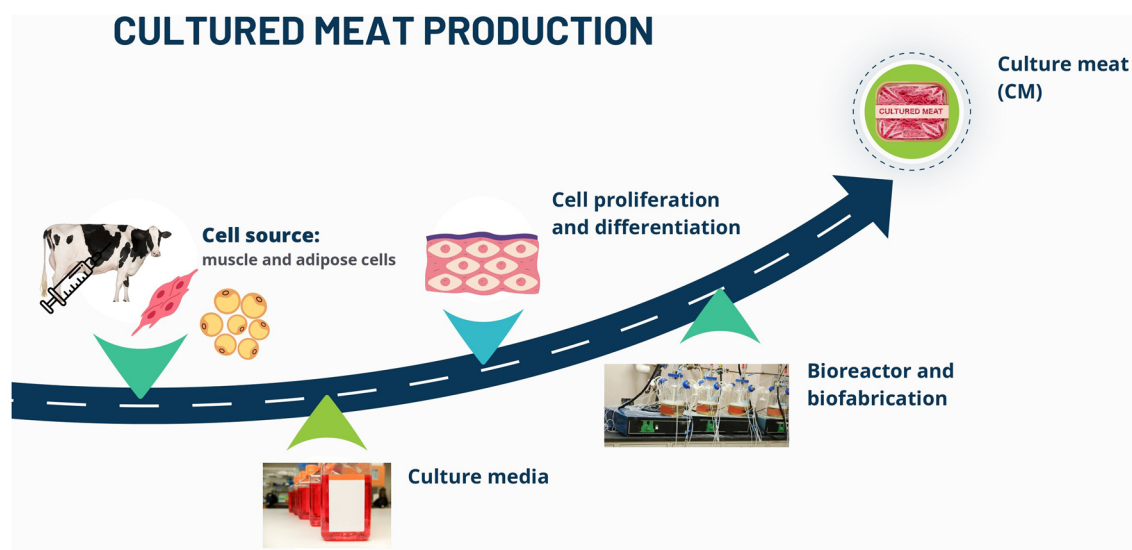 CULTURED MEAT PRODUCTION
Culture meat
(CM)
CULTURED MEAT
Cell proliferation
and differentiation
Cell source:
muscle and adipose cells
Bioreactor and
biofabrication
Culture media